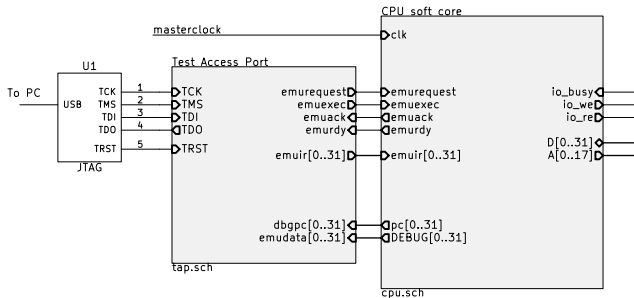 masterclock
CPU soft core
clk
U1
Test Access Port
To PC
USB
TCK 1 TCK
TMS 2 TMS
TDI 3 TDI
TDO 4 TDO
TRST 5 TRST
JTAG
emurequest emurequest
emuexec emuexec
emuack emuack
emurdy emurdy
emuir[0..31] emuir[0..31]
dbgpc[0..31] pc[0..31]
emudata[0..31] DEBUG[0..31]
io_busy
io_we
io_re
D[0..31]
A[0..17]
tap.sch
cpu.sch